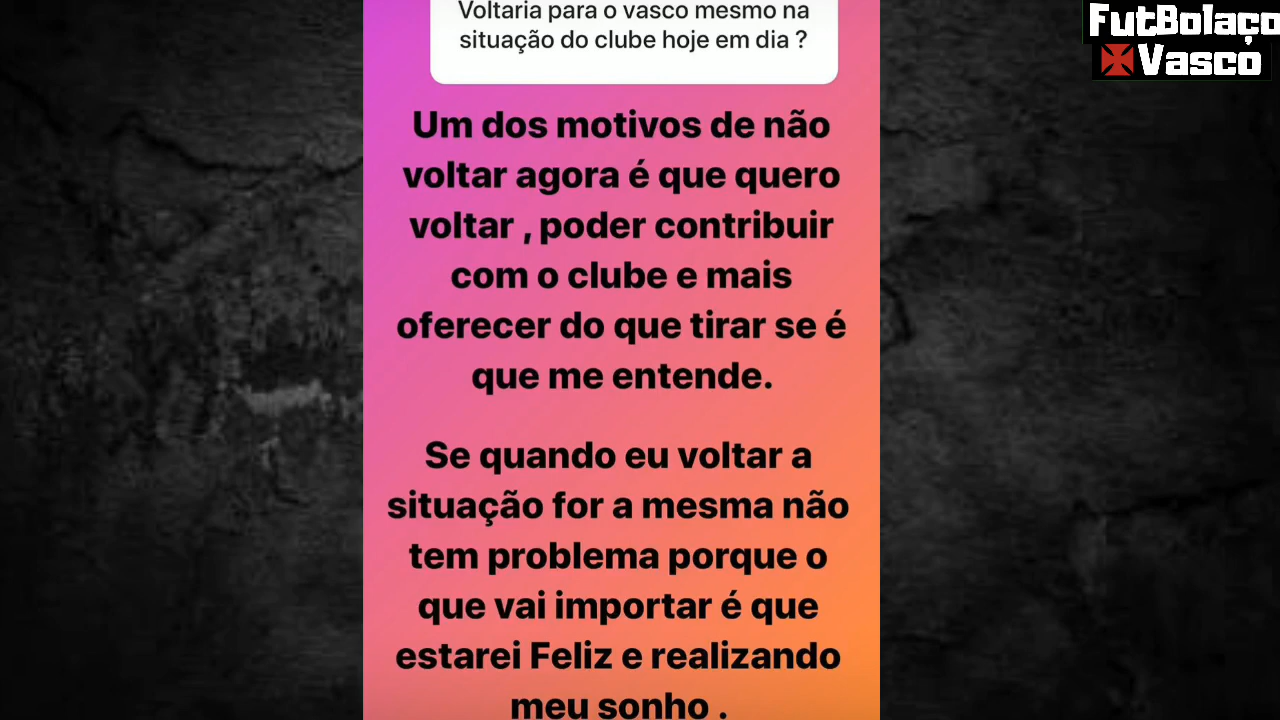 Voltaria para o vasco mesmo na
situação do clube hoje em dia ?
Um dos motivos de não
voltar agora é que quero
voltar , poder contribuir
com o clube e mais
oferecer do que tirar se é
que me entende.
Se quando eu voltar a
situação for a mesma não
tem problema porque o
que vai importar é que
estarei Feliz e realizando
meu sonho .
FutBolaço
Vasco